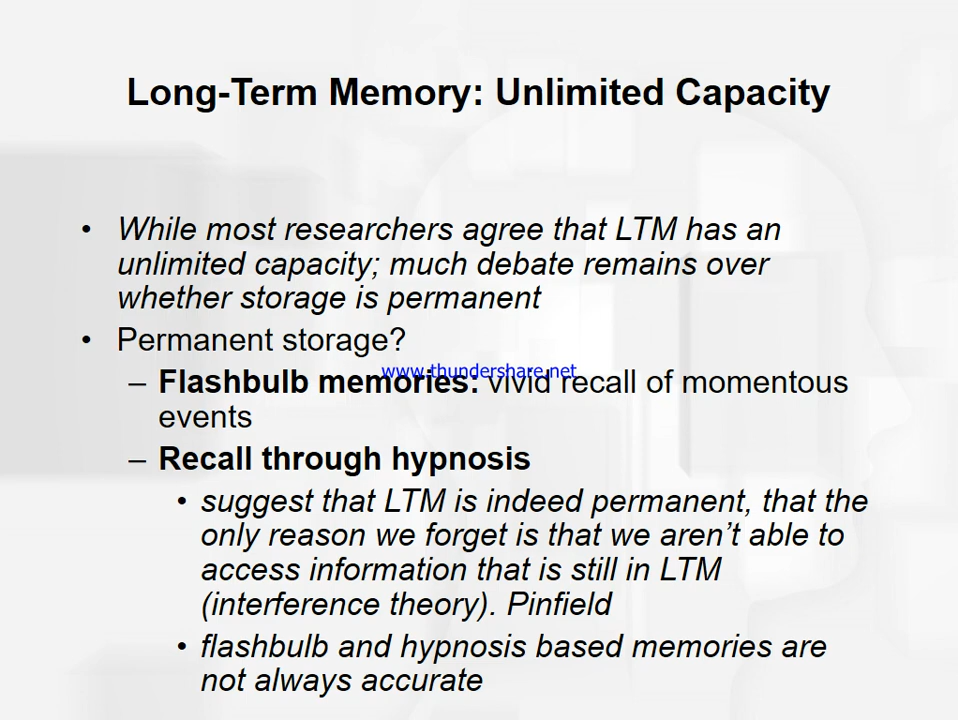 Long-Term Memory: Unlimited Capacity
• While most researchers agree that LTM has an
unlimited capacity; much debate remains over
whether storage is permanent
• Permanent storage?
www.thundershare.net
– Flashbulb memories: vivid recall of momentous
events
– Recall through hypnosis
• suggest that LTM is indeed permanent, that the
only reason we forget is that we aren’t able to
access information that is still in LTM
(interference theory). Pinfield
• flashbulb and hypnosis based memories are
not always accurate